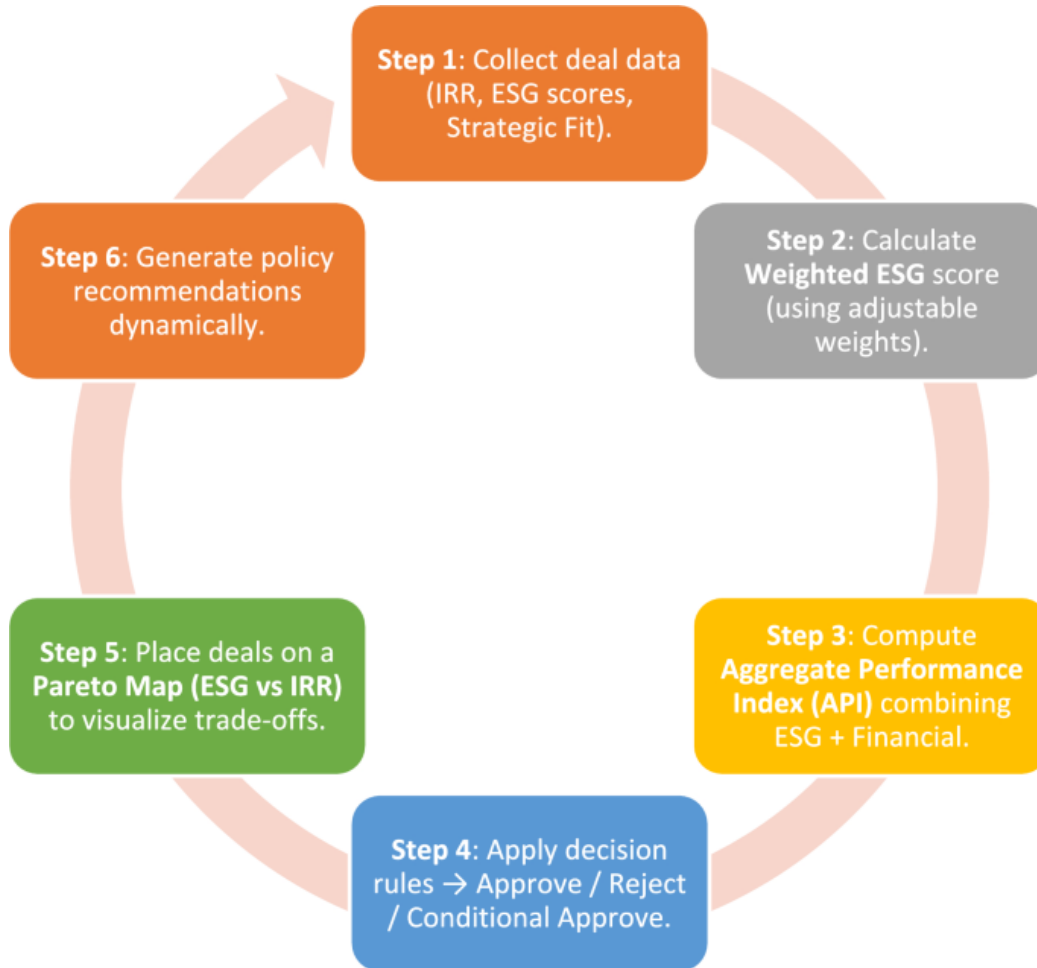 Step 1: Collect deal data
(IRR, ESG scores,
Strategic Fit).
Step 2: Calculate
Weighted ESG score
(using adjustable
weights).
Step 3: Compute
Aggregate Performance
Index (API) combining
ESG + Financial.
Step 4: Apply decision
rules → Approve / Reject
/ Conditional Approve.
Step 5: Place deals on a
Pareto Map (ESG vs IRR)
to visualize trade-offs.
Step 6: Generate policy
recommendations
dynamically.